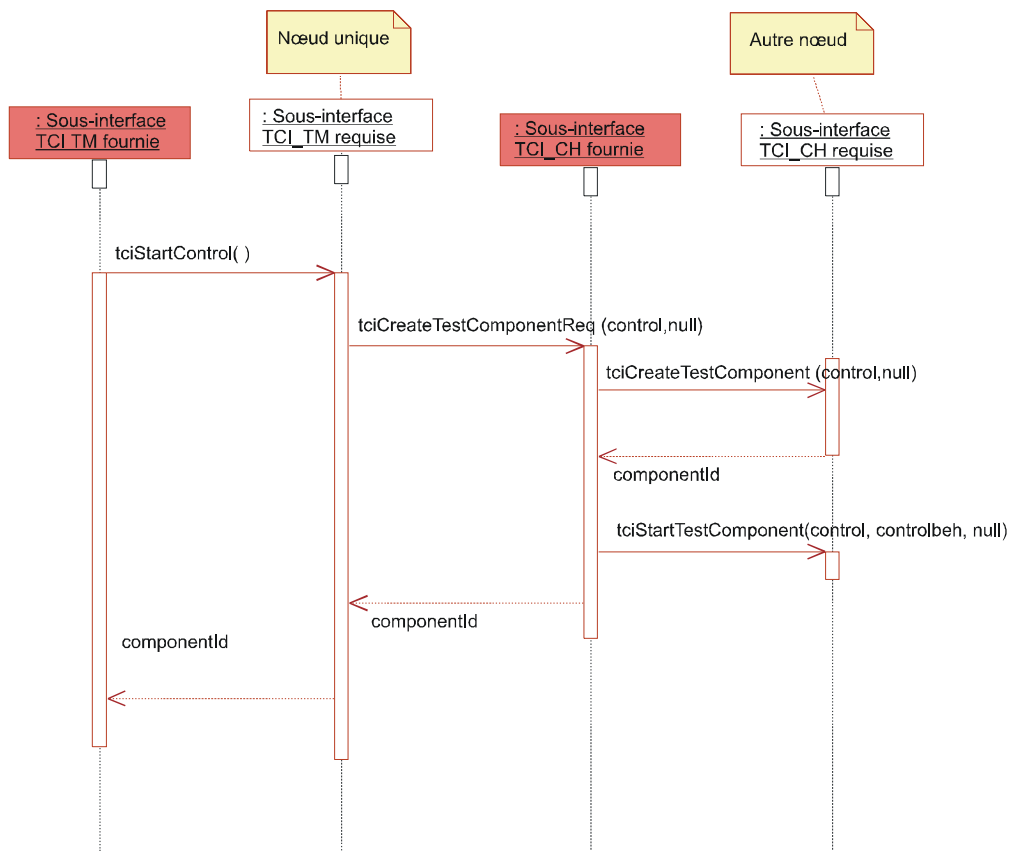 Nœud unique
Autre nœud
: Sous-interface
TCI TM fournie
: Sous-interface
TCI_TM requise
: Sous-interface
TCI_CH fournie
: Sous-interface
TCI_CH requise
tciStartControl( )
tciCreateTestComponentReq (control,null)
tciCreateTestComponent (control,null)
componentId
tciStartTestComponent(control, controlbeh, null)
componentId
componentId